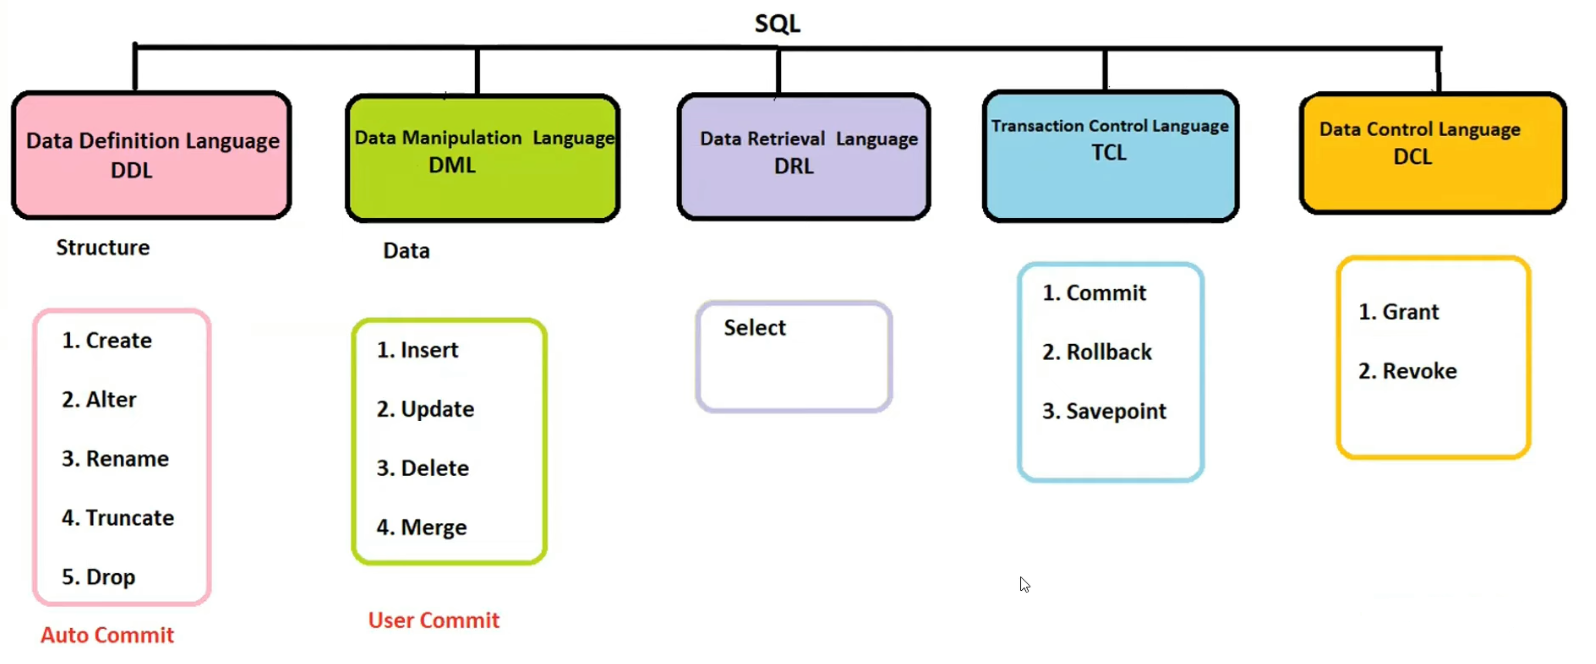 SQL
Data Definition Language
DDL
Data Manipulation Language
DML
Data Retrieval Language
DRL
Transaction Control Language
TCL
Data Control Language
DCL
Structure
1. Create
2. Alter
3. Rename
4. Truncate
5. Drop
Auto Commit
Data
1. Insert
2. Update
3. Delete
4. Merge
User Commit
Select
1. Commit
2. Rollback
3. Savepoint
1. Grant
2. Revoke